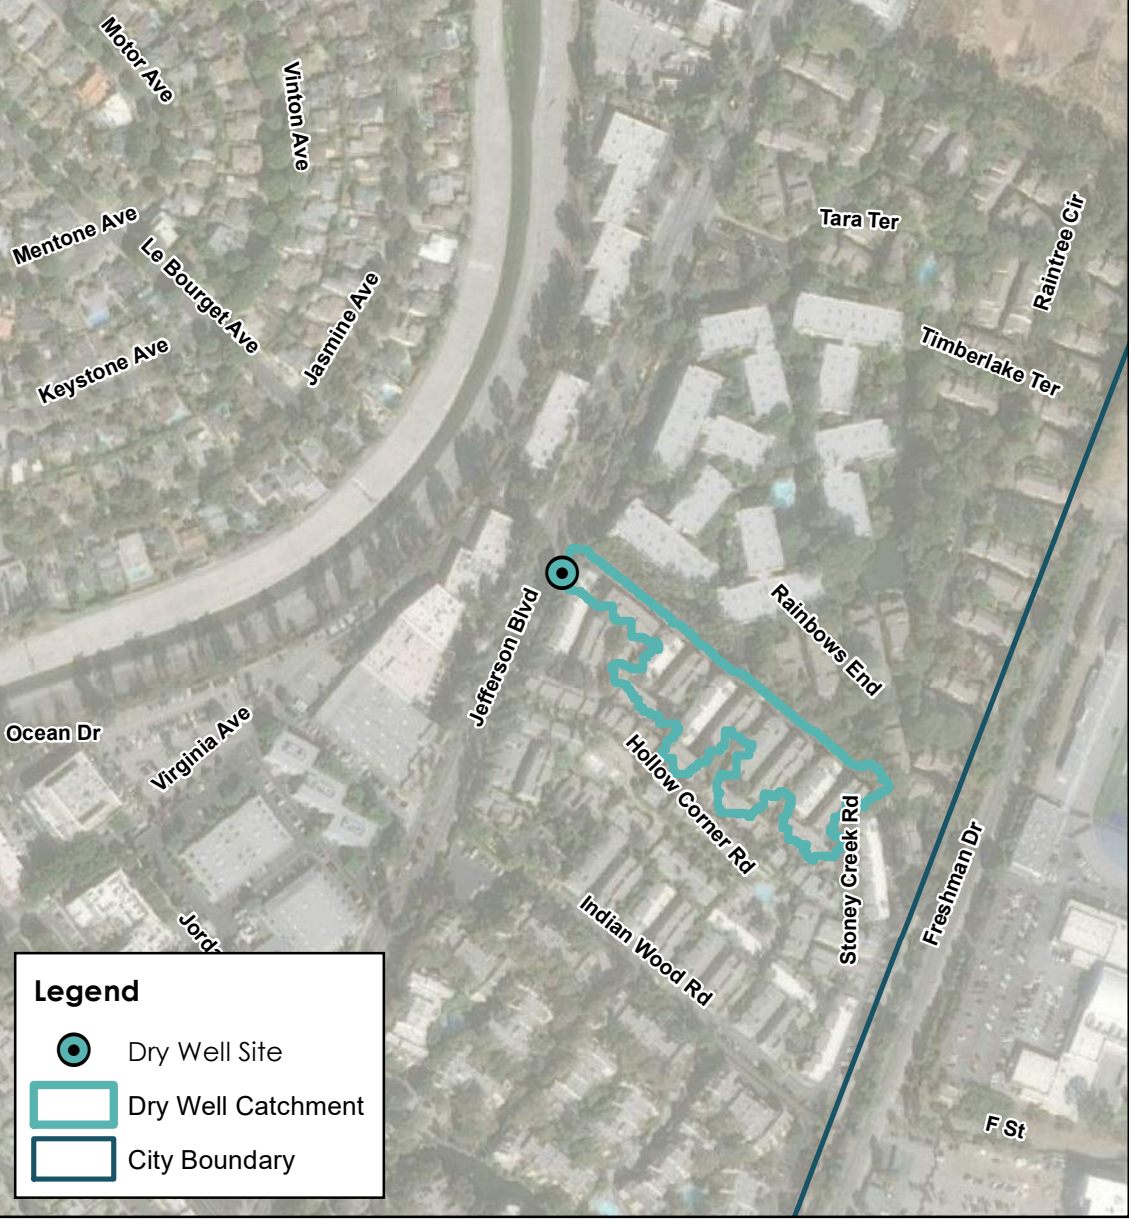 Motor Ave
Vinton Ave
Mentone Ave
Le Bourget Ave
Jasmine Ave
Keystone Ave
Tara Ter
Raintree Cir
Timberlake Ter
Jefferson Blvd
Rainbows End
Ocean Dr
Virginia Ave
Hollow Corner Rd
Stoney Creek Rd
Freshman Dr
Indian Wood Rd
F St
Legend
Dry Well Site
Dry Well Catchment
City Boundary